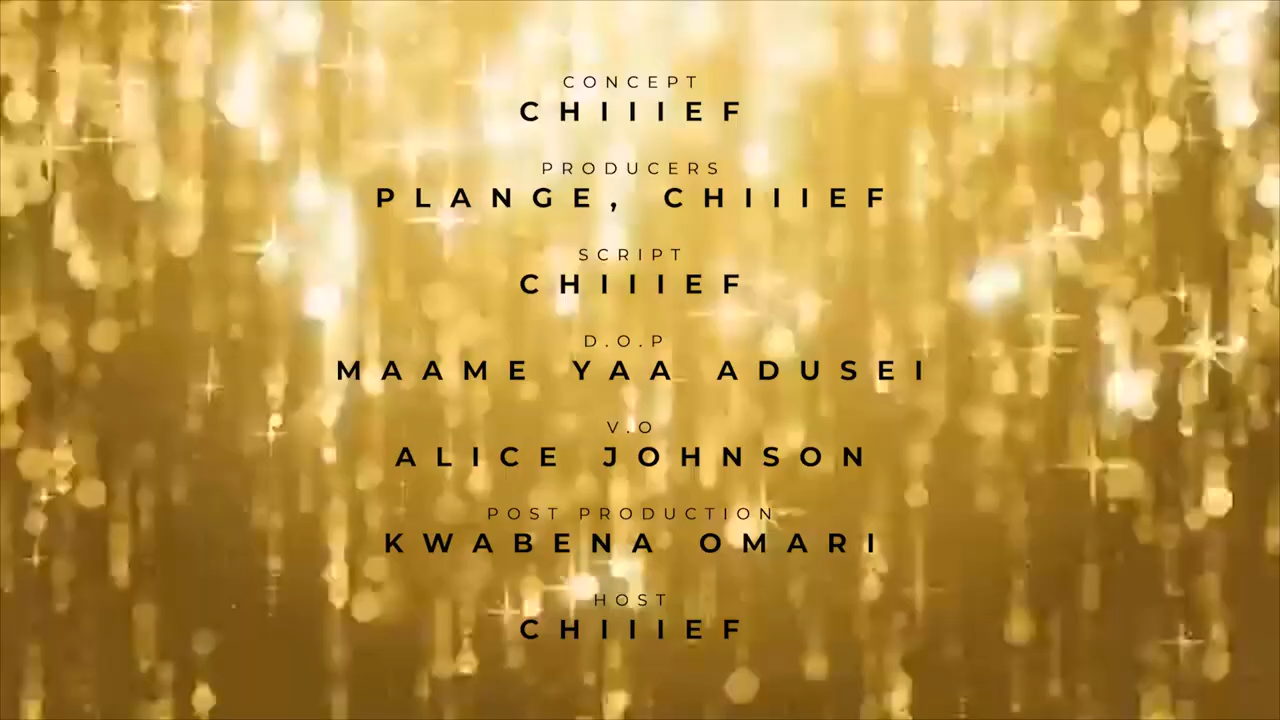 CONCEPT
CHIIIEF
PRODUCERS
PLANGE, CHIIIEF
SCRIPT
CHIIIEF
D.O.P
MAAME YAA ADUSEI
V.O
ALICE JOHNSON
POST PRODUCTION
KWABENA OMARI
HOST
CHIIIEF